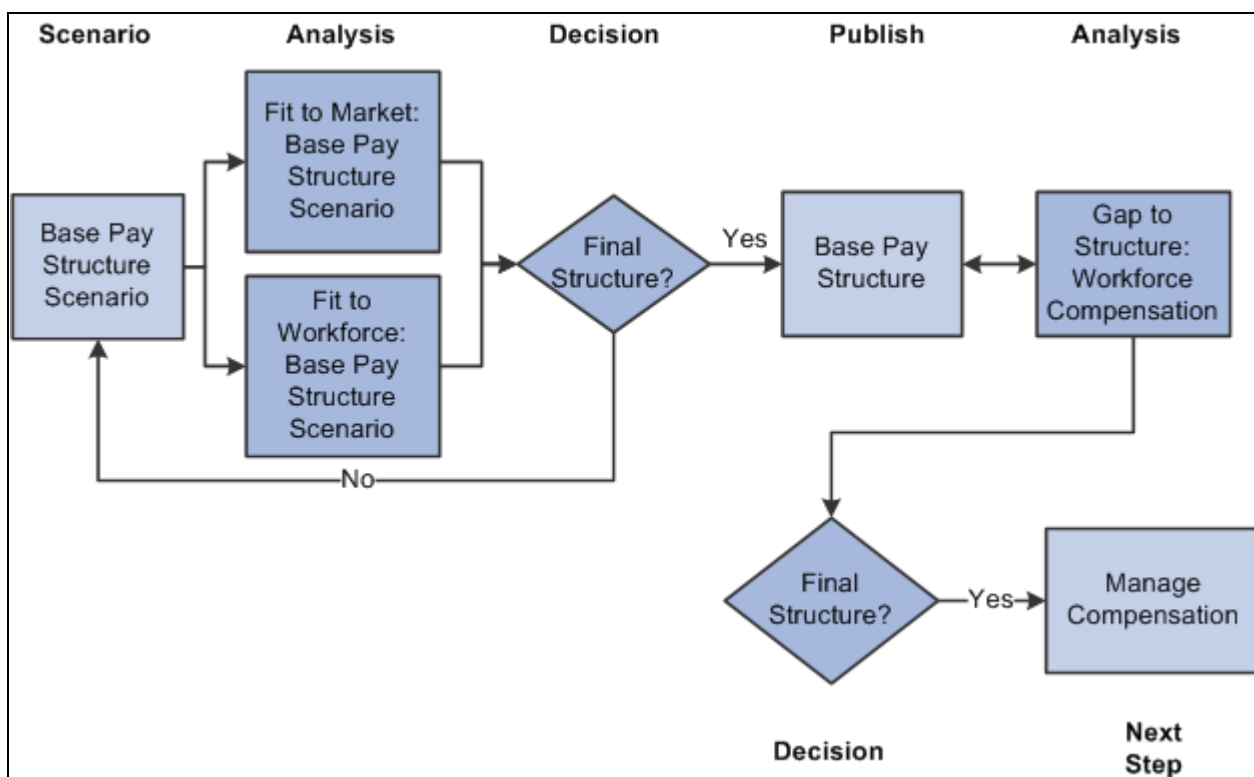 Scenario
Analysis
Decision
Publish
Analysis
Fit to Market:
Base Pay
Structure
Scenario
Base Pay
Structure
Scenario
Fit to
Workforce:
Base Pay
Structure
Scenario
Final
Structure?
Yes
Base Pay
Structure
Gap to
Structure:
Workforce
Compensation
No
Final
Structure?
Yes
Manage
Compensation
Decision
Next
Step